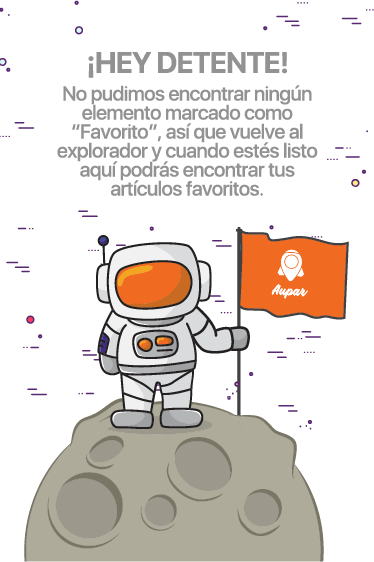 ¡HEY DETENTE!
No pudimos encontrar ningún
elemento marcado como
“Favorito”, así que vuelve al
explorador y cuando estés listo
aquí podrás encontrar tus
artículos favoritos.
Aupar